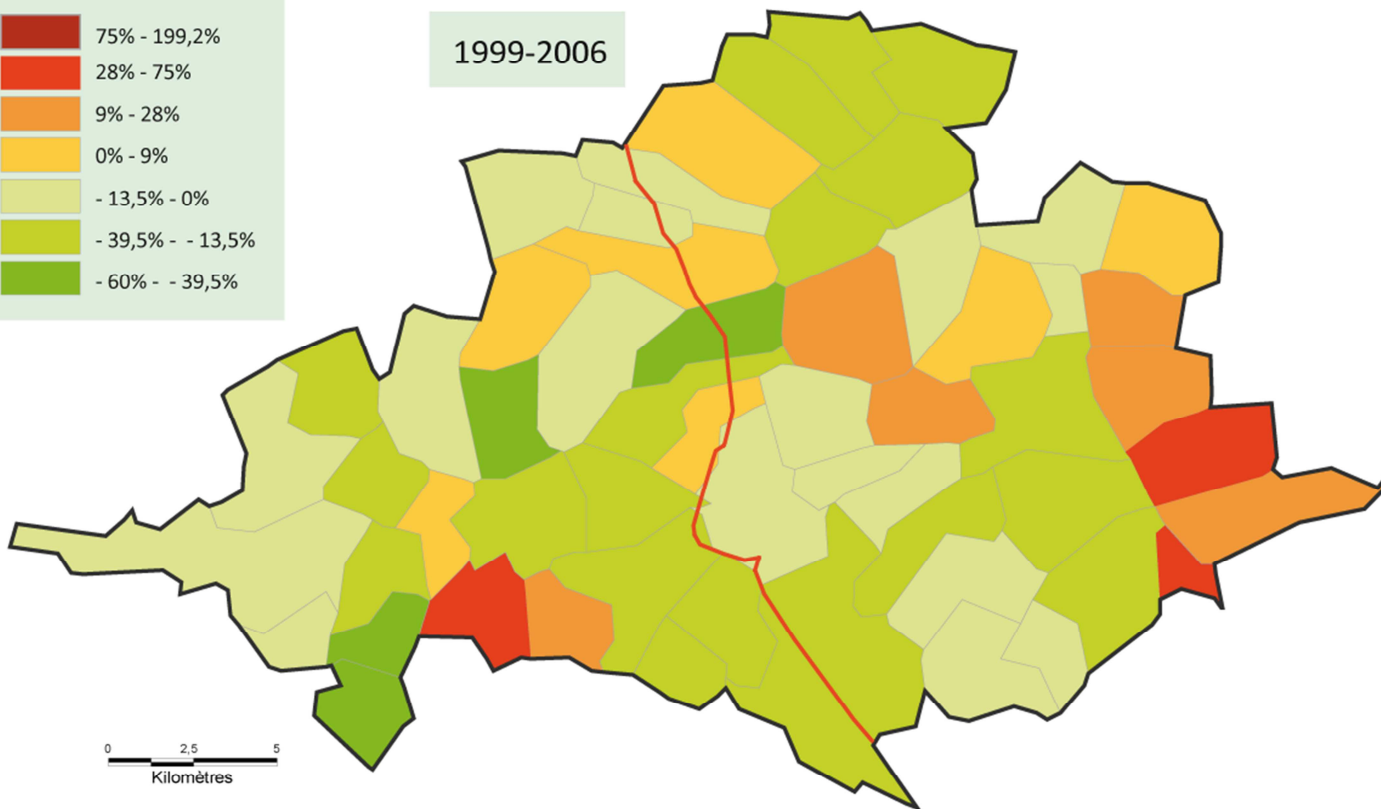 75% - 199,2%
28% - 75%
9% - 28%
0% - 9%
- 13,5% - 0%
- 39,5% - - 13,5%
- 60% - - 39,5%
1999-2006
0 2,5 5
Kilomètres